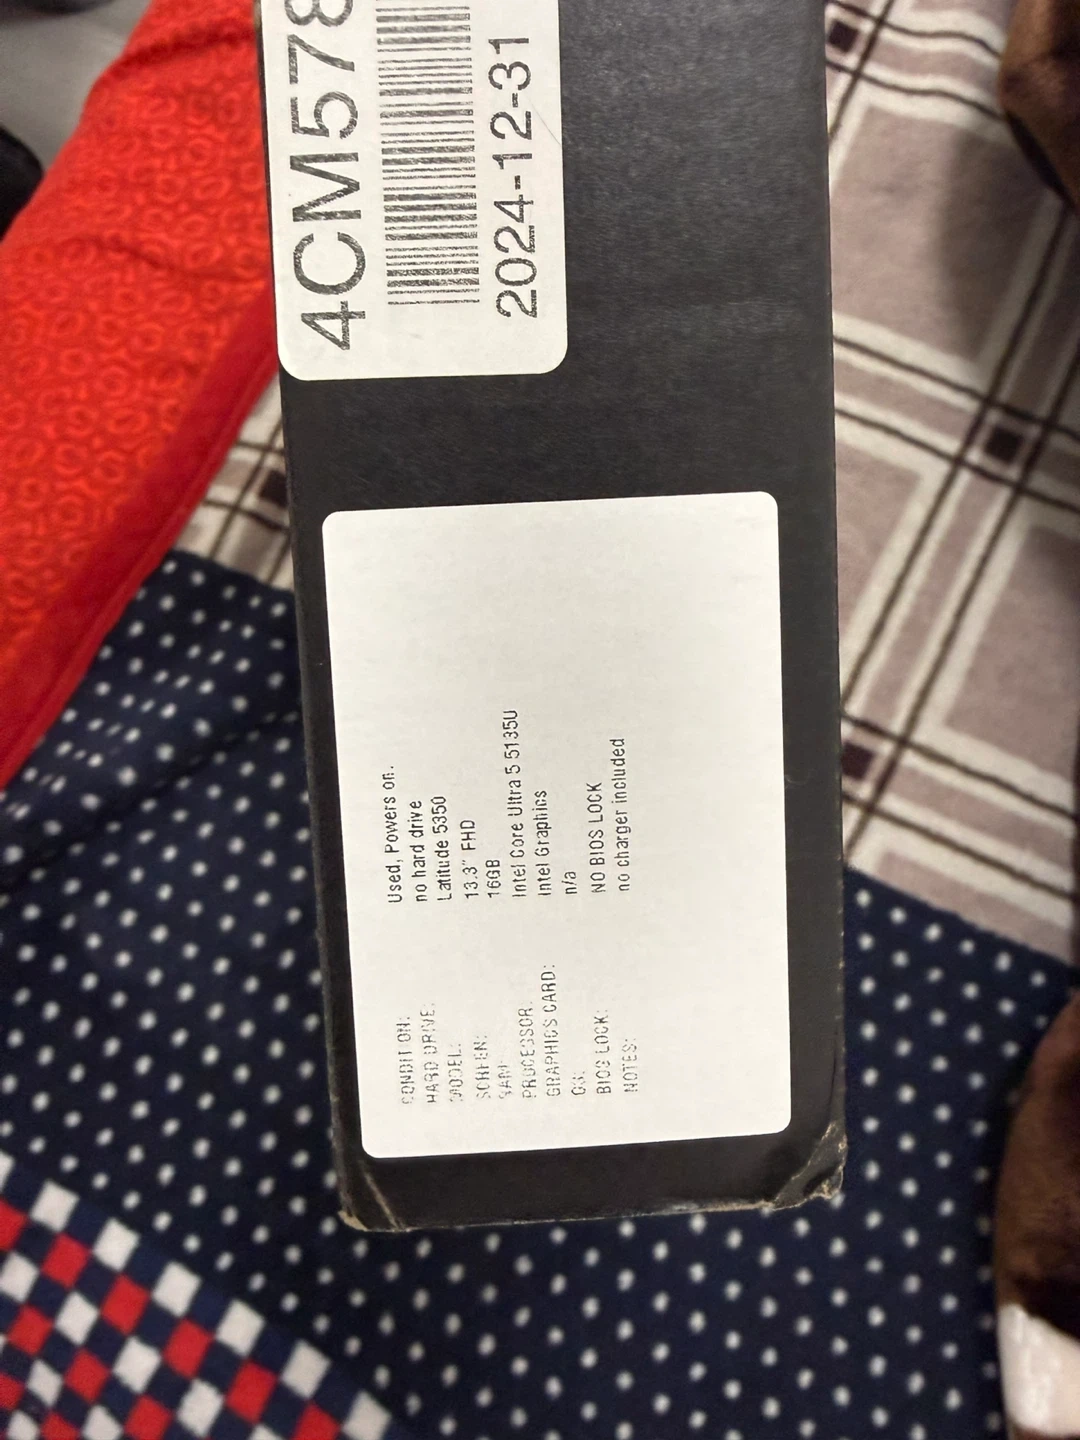 4CM578
2024-12-31
CONDITION: Used, Powers on.
HARD DRIVE: no hard drive
MODEL: Latitude 5350
SCREEN: 13.3" FHD
RAM: 16GB
PROCESSOR: Intel Core Ultra 5 5135U
GRAPHICS CARD: Intel Graphics
OS: n/a
BIOS LOCK: NO BIOS LOCK
NOTES: no charger included